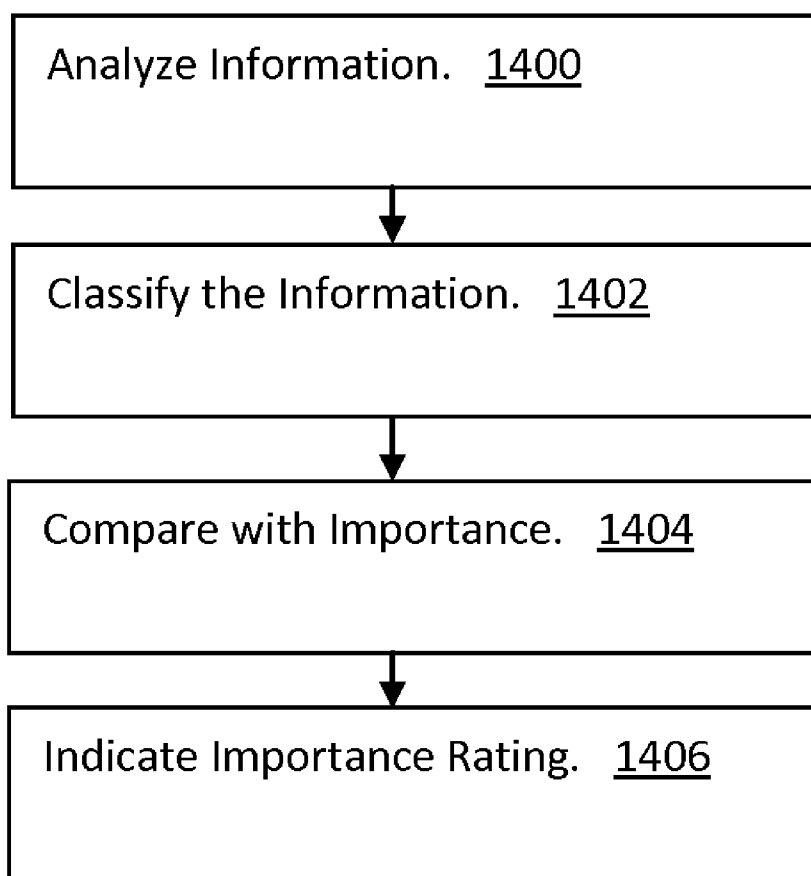 Analyze Information. 1400
Classify the Information. 1402
Compare with Importance. 1404
Indicate Importance Rating. 1406